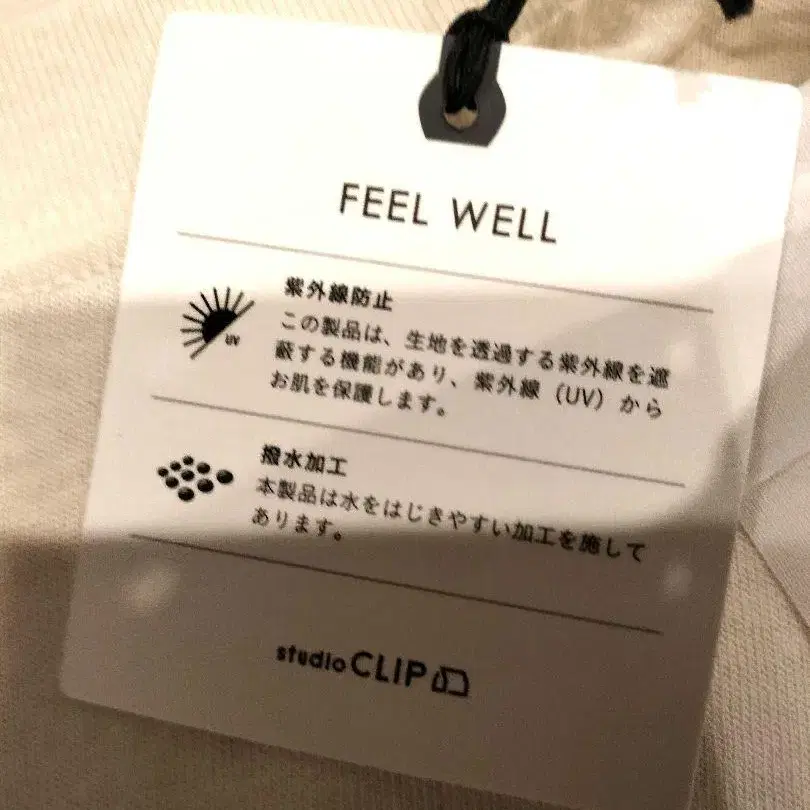 FEEL WELL
紫外線防止
この製品は、生地を透過する紫外線を遮
蔽する機能があり、紫外線（UV）から
お肌を保護します。
UV
撥水加工
本製品は水をはじきやすい加工を施して
あります。
studio CLIP